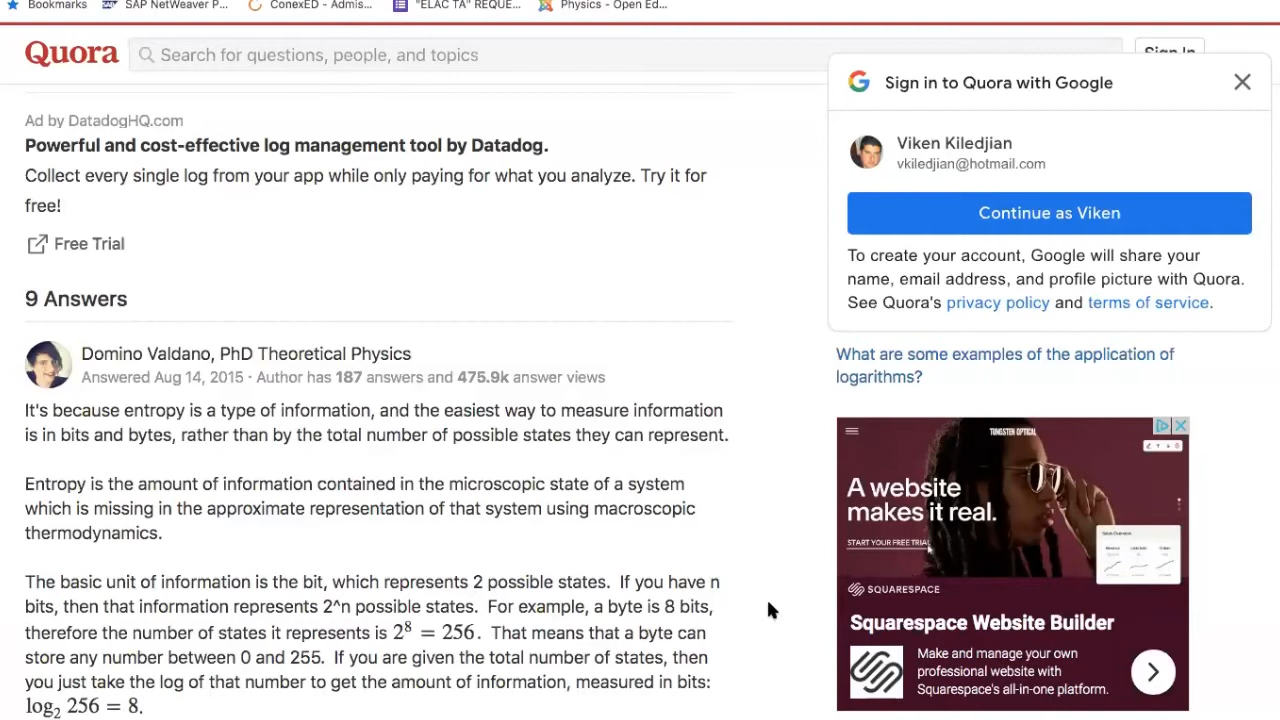 Bookmarks SAP NetWeaver P... ConexED - Admis... "ELAC TA" REQUE... Physics - Open Ed...
Quora
Search for questions, people, and topics
Sign In
Ad by DatadogHQ.com
Powerful and cost-effective log management tool by Datadog.
Collect every single log from your app while only paying for what you analyze. Try it for
free!
Free Trial
9 Answers
Domino Valdano, PhD Theoretical Physics
Answered Aug 14, 2015 · Author has 187 answers and 475.9k answer views
It's because entropy is a type of information, and the easiest way to measure information
is in bits and bytes, rather than by the total number of possible states they can represent.
Entropy is the amount of information contained in the microscopic state of a system
which is missing in the approximate representation of that system using macroscopic
thermodynamics.
The basic unit of information is the bit, which represents 2 possible states. If you have n
bits, then that information represents 2^n possible states. For example, a byte is 8 bits,
therefore the number of states it represents is 2⁸ = 256. That means that a byte can
store any number between 0 and 255. If you are given the total number of states, then
you just take the log of that number to get the amount of information, measured in bits:
log₂ 256 = 8.
Sign in to Quora with Google
Viken Kiledjian
vkiledjian@hotmail.com
Continue as Viken
To create your account, Google will share your
name, email address, and profile picture with Quora.
See Quora's privacy policy and terms of service.
What are some examples of the application of
logarithms?
TUNGSTEN OPTICAL
A website
makes it real.
START YOUR FREE TRIAL
SQUARESPACE
Squarespace Website Builder
Make and manage your own
professional website with
Squarespace's all-in-one platform.